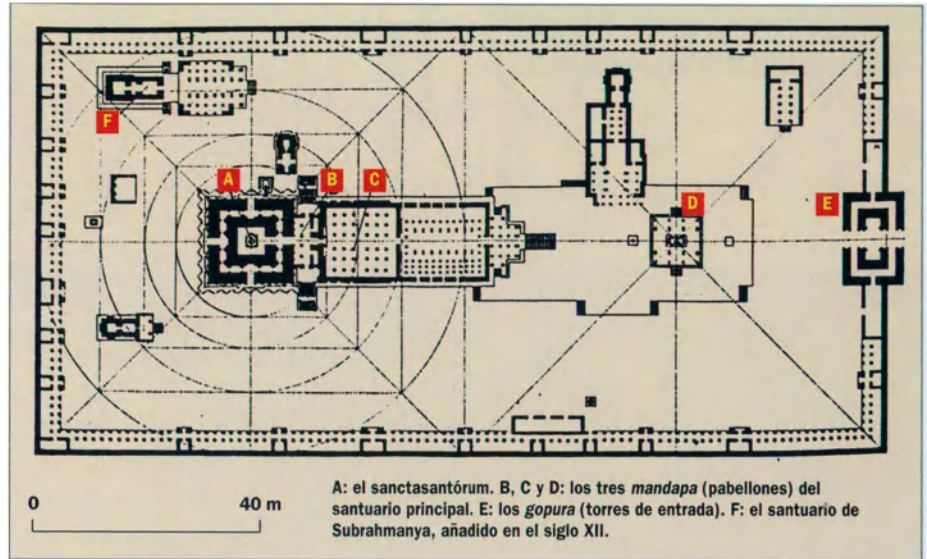 F
A
B
C
D
E
0 40 m
A: el sanctasantórum. B, C y D: los tres mandapa (pabellones) del
santuario principal. E: los gopura (torres de entrada). F: el santuario de
Subrahmanya, añadido en el siglo XII.